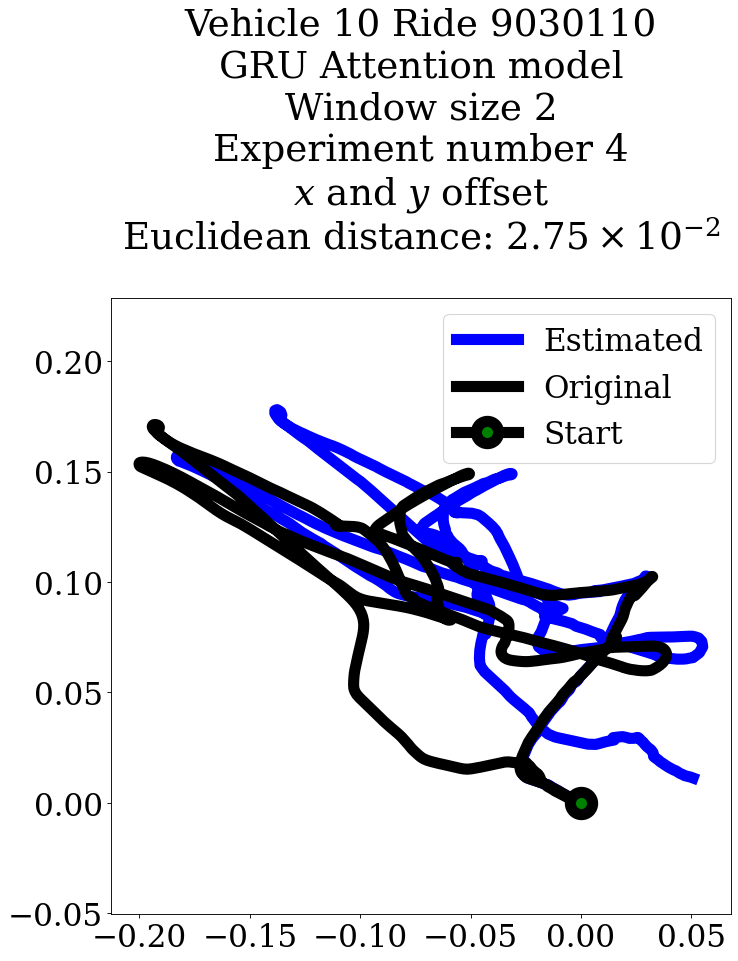 Vehicle 10 Ride 9030110
GRU Attention model
Window size 2
Experiment number 4
x and y offset
Euclidean distance: 2.75 × 10⁻²
Estimated
Original
Start
0.20
0.15
0.10
0.05
0.00
−0.05
−0.20 −0.15 −0.10 −0.05 0.00 0.05